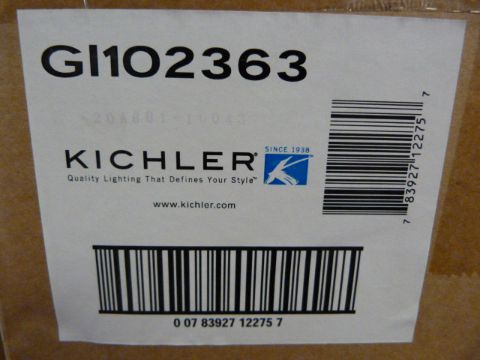 GI102363
SINCE 1938
KICHLER®
Quality Lighting That Defines Your Style™
www.kichler.com
7 83927 12275 7
0 07 83927 12275 7